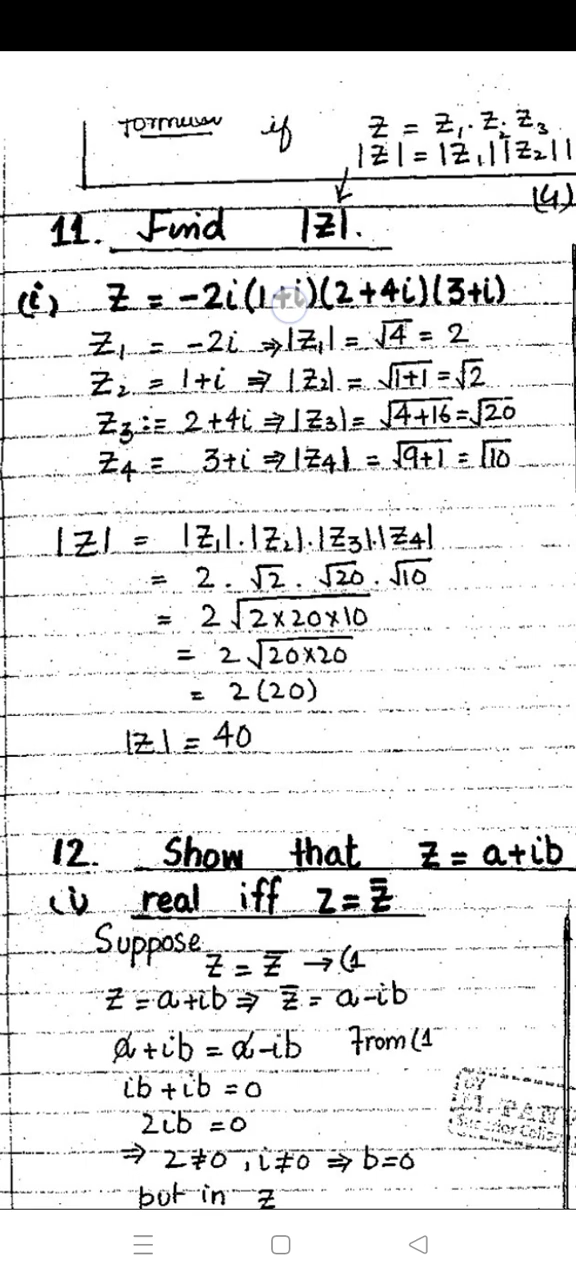 Formula if Z = Z₁. Z₂ Z₃
|Z| = |Z₁||Z₂||
(4)
11. Find |Z|.
(i) Z = -2i(1+i)(2+4i)(3+i)
Z₁ = -2i ⇒ |Z₁| = √4 = 2
Z₂ = 1+i ⇒ |Z₂| = √1+1 = √2
Z₃ := 2+4i ⇒ |Z₃| = √4+16 = √20
Z₄ = 3+i ⇒ |Z₄| = √9+1 = √10
|Z| = |Z₁|.|Z₂|.|Z₃|.|Z₄|
= 2 . √2 . √20 . √10
= 2 √2×20×10
= 2 √20×20
= 2(20)
|Z| = 40
12. Show that Z = a+ib
(i) real iff Z = Z̄
Suppose Z = Z̄ → (1
Z = a+ib ⇒ Z̄ = a-ib
a+ib = a-ib From (1
ib + ib = 0
2ib = 0
⇒ 2≠0, i≠0 ⇒ b=0
but in Z